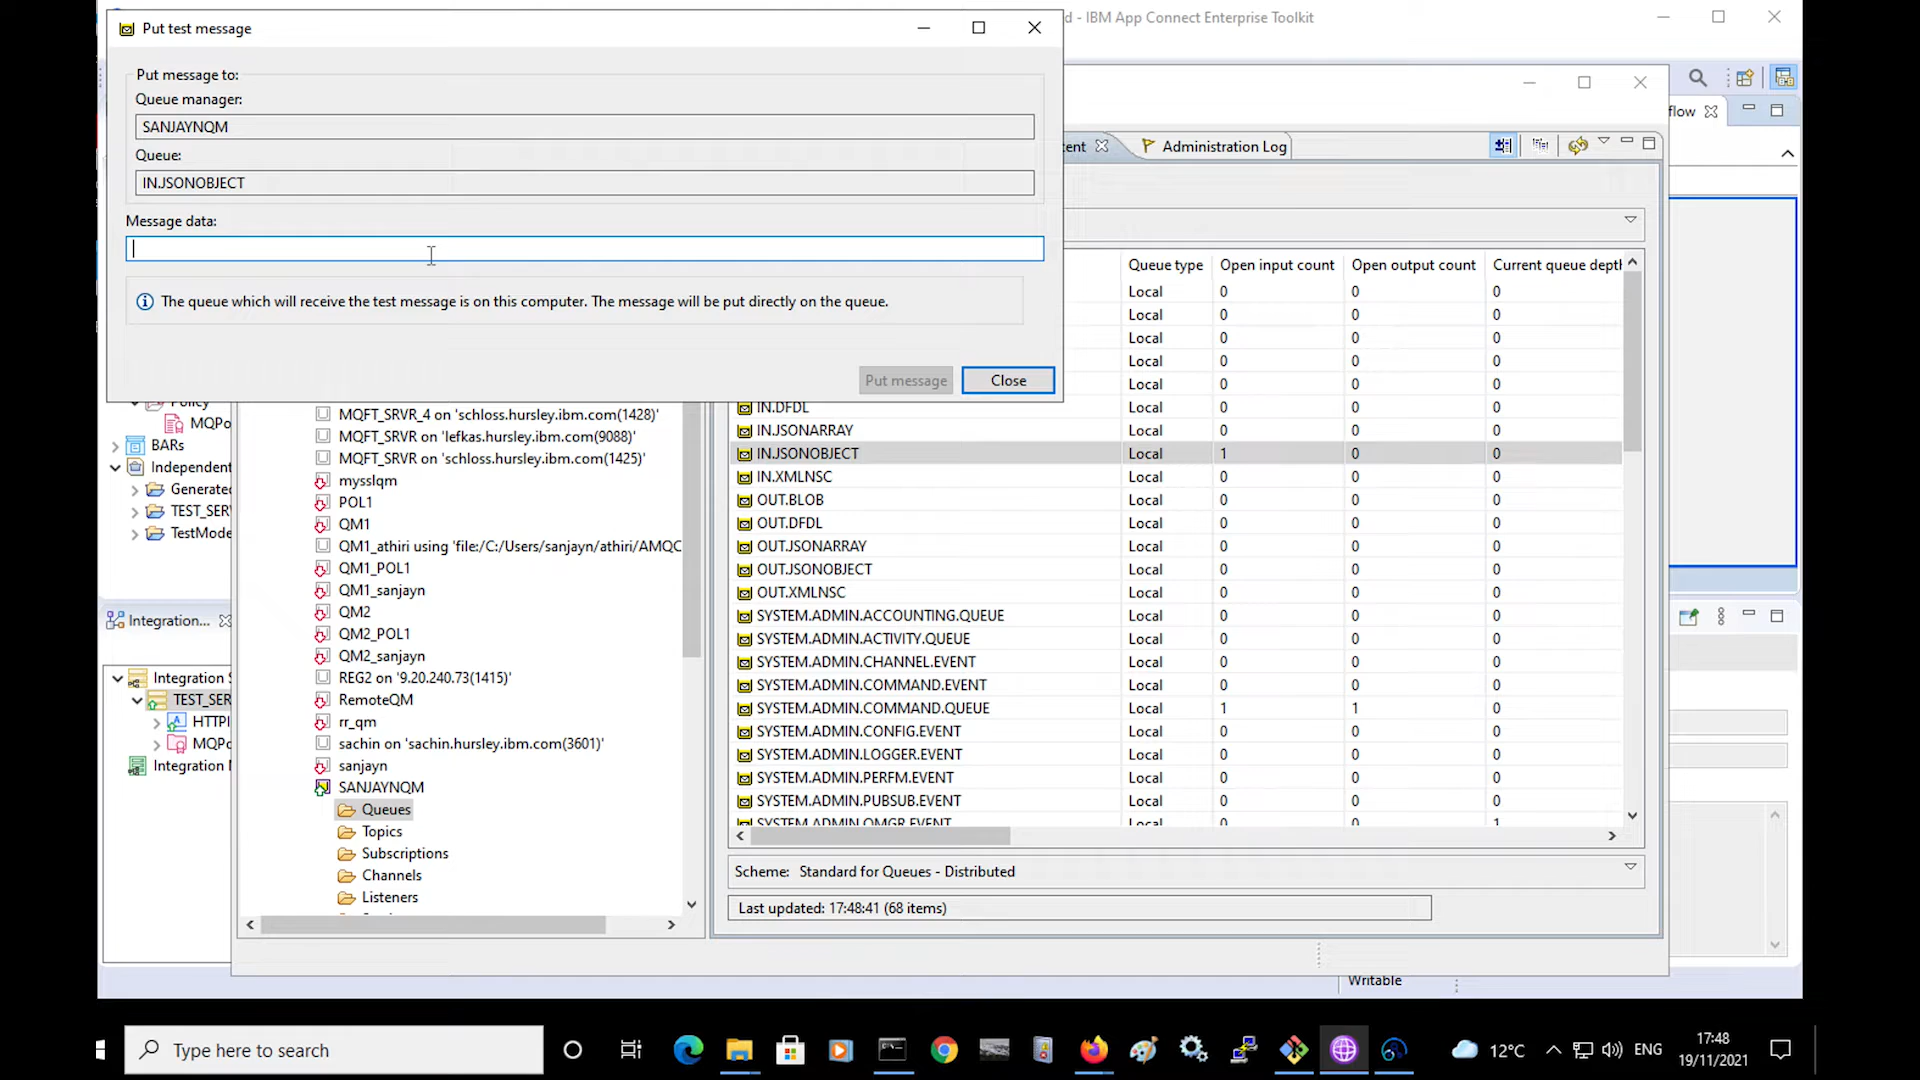 Put test message
d - IBM App Connect Enterprise Toolkit
Put message to:
Queue manager:
SANJAYNQM
Queue:
IN.JSONOBJECT
Message data:
The queue which will receive the test message is on this computer. The message will be put directly on the queue.
Put message
Close
flow
ent
Administration Log
Queue type Open input count Open output count Current queue depth
Local 0 0 0
Local 0 0 0
Local 0 0 0
Local 0 0 0
Local 0 0 0
IN.DFDL Local 0 0 0
IN.JSONARRAY Local 0 0 0
IN.JSONOBJECT Local 1 0 0
IN.XMLNSC Local 0 0 0
OUT.BLOB Local 0 0 0
OUT.DFDL Local 0 0 0
OUT.JSONARRAY Local 0 0 0
OUT.JSONOBJECT Local 0 0 0
OUT.XMLNSC Local 0 0 0
SYSTEM.ADMIN.ACCOUNTING.QUEUE Local 0 0 0
SYSTEM.ADMIN.ACTIVITY.QUEUE Local 0 0 0
SYSTEM.ADMIN.CHANNEL.EVENT Local 0 0 0
SYSTEM.ADMIN.COMMAND.EVENT Local 0 0 0
SYSTEM.ADMIN.COMMAND.QUEUE Local 1 1 0
SYSTEM.ADMIN.CONFIG.EVENT Local 0 0 0
SYSTEM.ADMIN.LOGGER.EVENT Local 0 0 0
SYSTEM.ADMIN.PERFM.EVENT Local 0 0 0
SYSTEM.ADMIN.PUBSUB.EVENT Local 0 0 0
SYSTEM.ADMIN.QMGR.EVENT Local 0 0 1
Scheme: Standard for Queues - Distributed
Last updated: 17:48:41 (68 items)
Policy
MQPo
BARs
Independent
Generated
TEST_SER
TestMode
MQFT_SRVR_4 on 'schloss.hursley.ibm.com(1428)'
MQFT_SRVR on 'lefkas.hursley.ibm.com(9088)'
MQFT_SRVR on 'schloss.hursley.ibm.com(1425)'
mysslqm
POL1
QM1
QM1_athiri using 'file:/C:/Users/sanjayn/athiri/AMQC
QM1_POL1
QM1_sanjayn
QM2
QM2_POL1
QM2_sanjayn
REG2 on '9.20.240.73(1415)'
RemoteQM
rr_qm
sachin on 'sachin.hursley.ibm.com(3601)'
sanjayn
SANJAYNQM
Queues
Topics
Subscriptions
Channels
Listeners
Integration...
Integration S
TEST_SER
HTTPI
MQPo
Integration N
Writable
Type here to search
12°C
ENG
17:48
19/11/2021